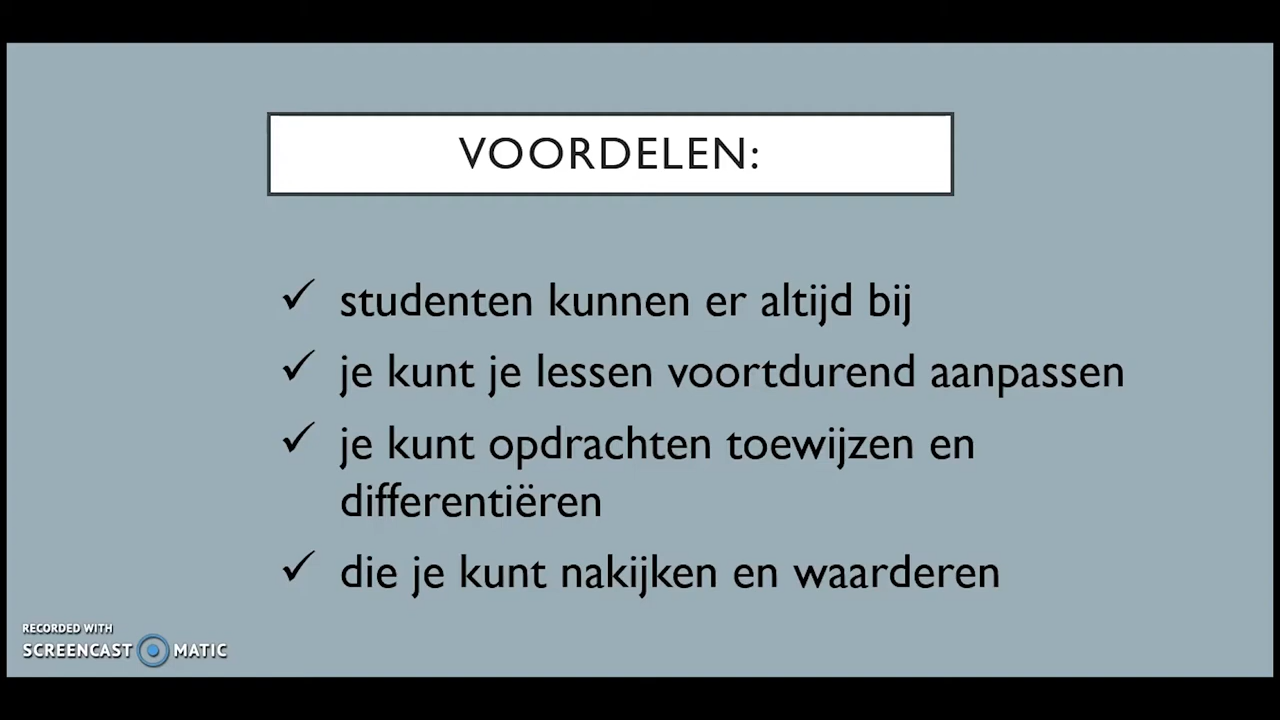 VOORDELEN:
✓ studenten kunnen er altijd bij
✓ je kunt je lessen voortdurend aanpassen
✓ je kunt opdrachten toewijzen en
differentiëren
✓ die je kunt nakijken en waarderen
RECORDED WITH
SCREENCAST MATIC